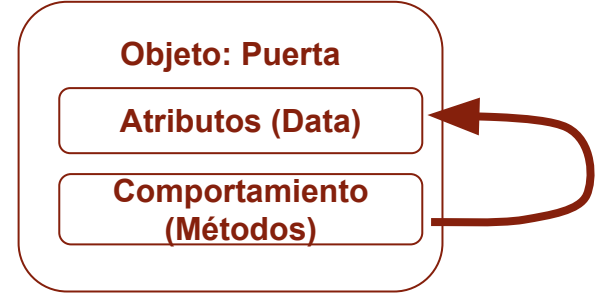 Objeto: Puerta
Atributos (Data)
Comportamiento
(Métodos)